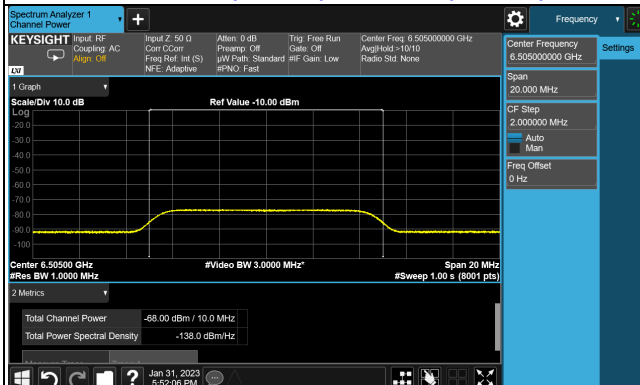 Spectrum Analyzer 1
Channel Power
Frequency
KEYSIGHT
Input: RF
Coupling: AC
Align: Off
Input Z: 50 Ω
Corr CCorr
Freq Ref: Int (S)
NFE: Adaptive
Atten: 0 dB
Preamp: Off
µW Path: Standard
#PNO: Fast
Trig: Free Run
Gate: Off
#IF Gain: Low
Center Freq: 6.505000000 GHz
Avg|Hold:>10/10
Radio Std: None
LXI
Center Frequency
6.505000000 GHz
Settings
Span
20.000 MHz
CF Step
2.000000 MHz
Auto
Man
Freq Offset
0 Hz
1 Graph
Scale/Div 10.0 dB
Ref Value -10.00 dBm
Log
-20.0
-30.0
-40.0
-50.0
-60.0
-70.0
-80.0
-90.0
-100
Center 6.50500 GHz
#Video BW 3.0000 MHz*
Span 20 MHz
#Res BW 1.0000 MHz
#Sweep 1.00 s (8001 pts)
2 Metrics
Total Channel Power -68.00 dBm / 10.0 MHz
Total Power Spectral Density -138.0 dBm/Hz
?
Jan 31, 2023
5:52:06 PM